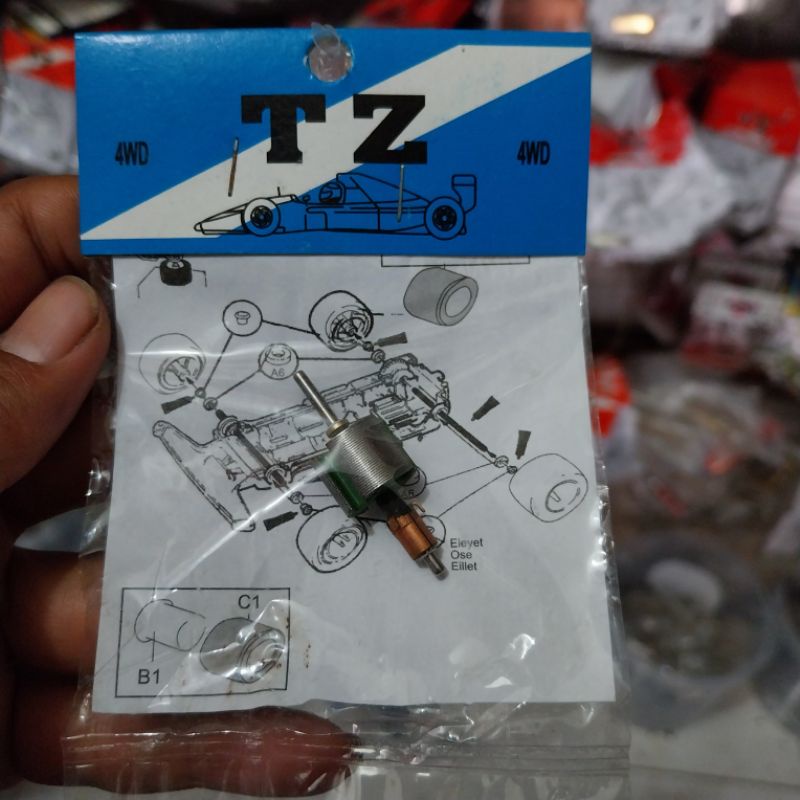 TZ
4WD
4WD
A6
Eleyet
Ose
Eillet
C1
B1